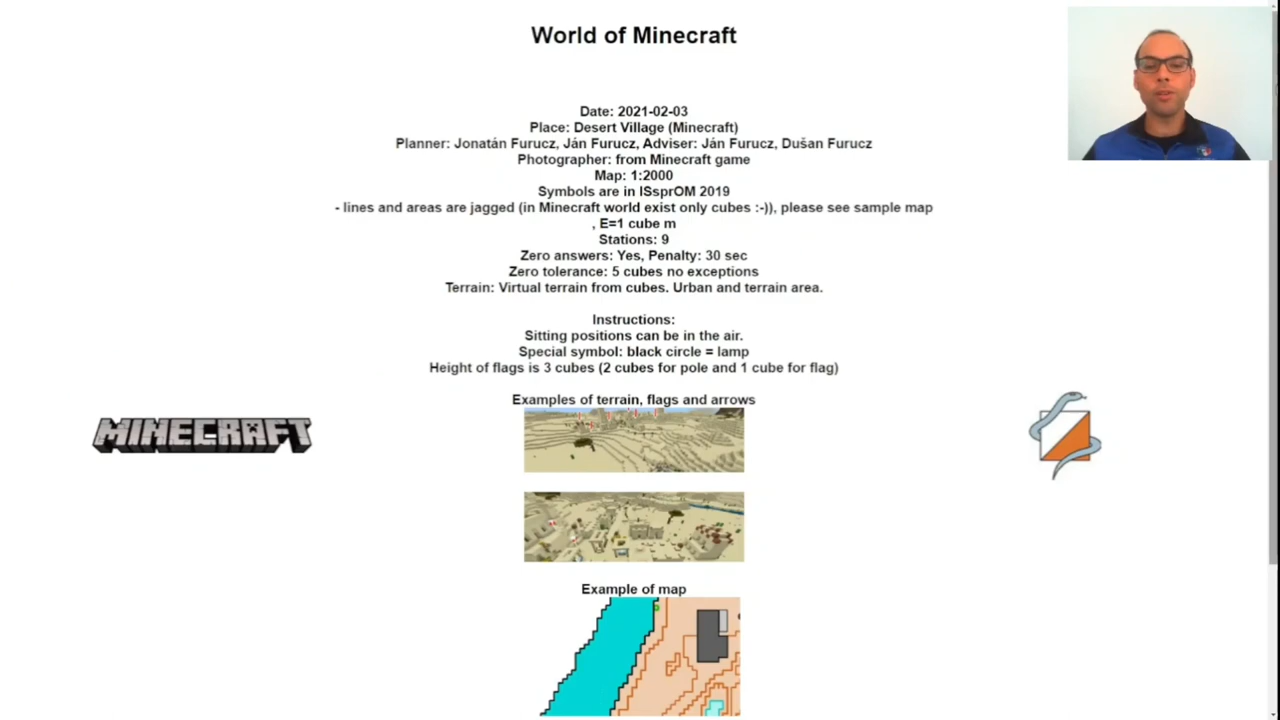 World of Minecraft
Date: 2021-02-03
Place: Desert Village (Minecraft)
Planner: Jonatán Furucz, Ján Furucz, Adviser: Ján Furucz, Dušan Furucz
Photographer: from Minecraft game
Map: 1:2000
Symbols are in ISsprOM 2019
- lines and areas are jagged (in Minecraft world exist only cubes :-)), please see sample map
, E=1 cube m
Stations: 9
Zero answers: Yes, Penalty: 30 sec
Zero tolerance: 5 cubes no exceptions
Terrain: Virtual terrain from cubes. Urban and terrain area.
Instructions:
Sitting positions can be in the air.
Special symbol: black circle = lamp
Height of flags is 3 cubes (2 cubes for pole and 1 cube for flag)
Examples of terrain, flags and arrows
MINECRAFT
Example of map